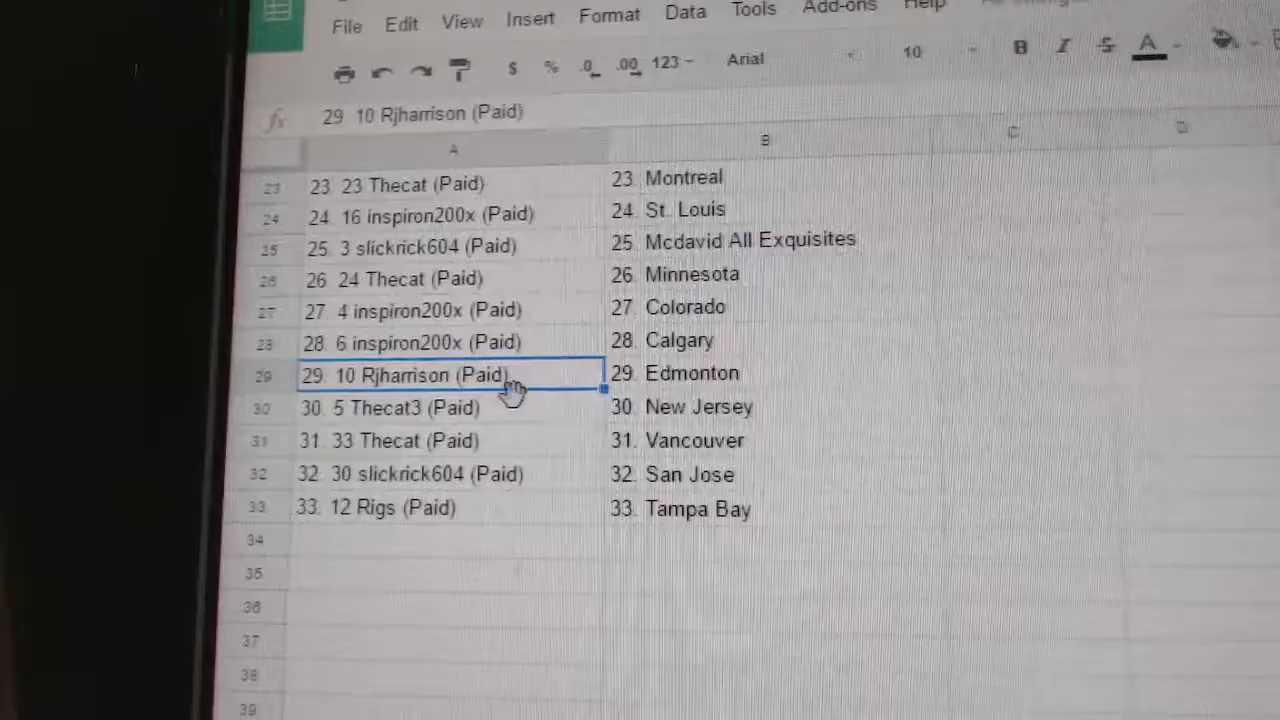 File Edit View Insert Format Data Tools Add-ons Help
$ % .0 .00 123 Arial 10 B I S A
fx 29 10 Rjharrison (Paid)
A B C D
23 23 23 Thecat (Paid) 23. Montreal
24 24. 16 inspiron200x (Paid) 24. St. Louis
25 25. 3 slickrick604 (Paid) 25. Mcdavid All Exquisites
26 26 24 Thecat (Paid) 26. Minnesota
27 27 4 inspiron200x (Paid) 27. Colorado
28 28. 6 inspiron200x (Paid) 28. Calgary
29 29. 10 Rjharrison (Paid) 29. Edmonton
30 30. 5 Thecat3 (Paid) 30. New Jersey
31 31. 33 Thecat (Paid) 31. Vancouver
32 32. 30 slickrick604 (Paid) 32. San Jose
33 33. 12 Rigs (Paid) 33. Tampa Bay
34
35
36
37
38
39